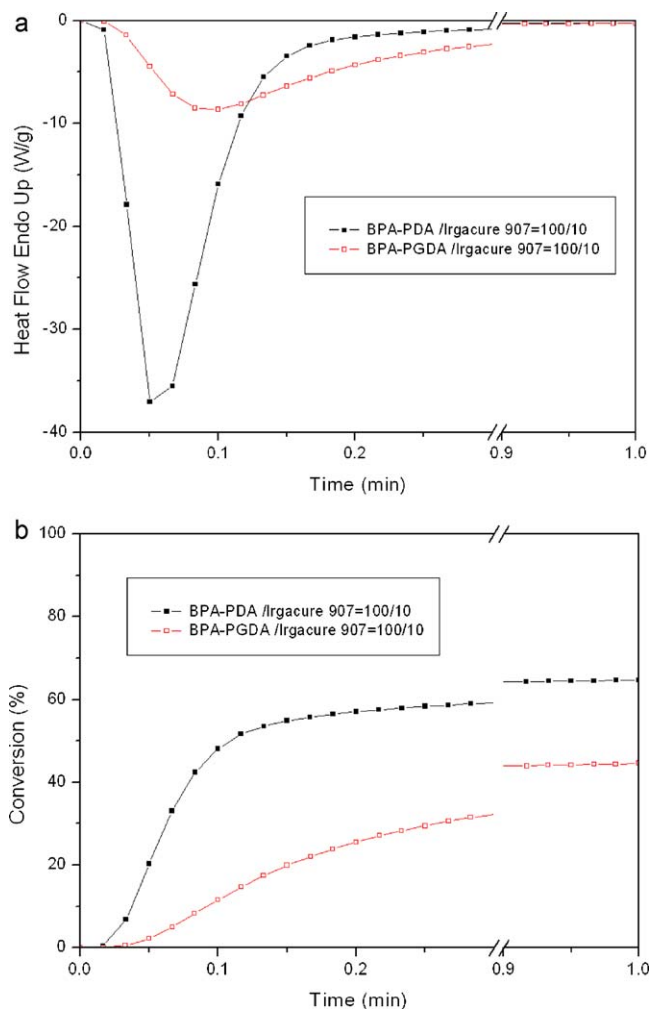 a
0
-10
-20
-30
-40
Heat Flow Endo Up (W/g)
BPA-PDA /Irgacure 907=100/10
BPA-PGDA /Irgacure 907=100/10
0.0 0.1 0.2 0.9 1.0
Time (min)
b
100
80
60
40
20
0
Conversion (%)
BPA-PDA /Irgacure 907=100/10
BPA-PGDA /Irgacure 907=100/10
0.0 0.1 0.2 0.9 1.0
Time (min)